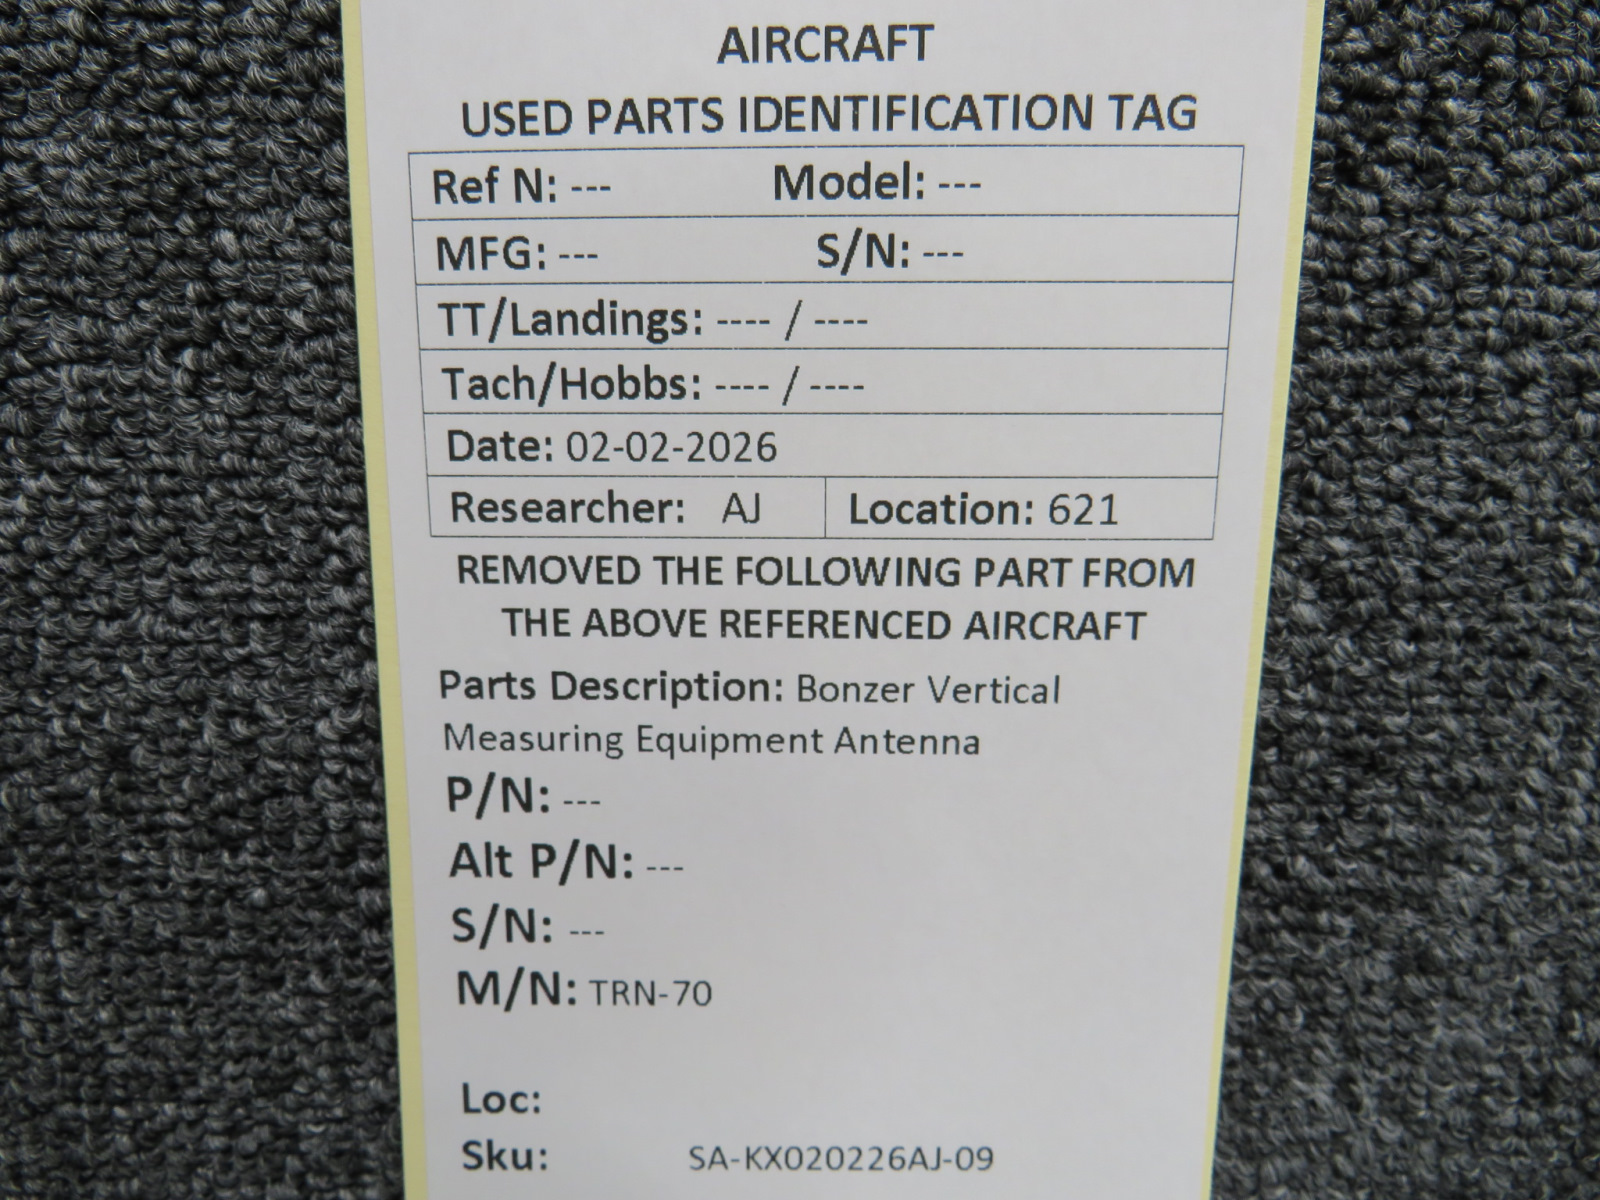 AIRCRAFT
USED PARTS IDENTIFICATION TAG
Ref N: --- Model: ---
MFG: --- S/N: ---
TT/Landings: ---- / ----
Tach/Hobbs: ---- / ----
Date: 02-02-2026
Researcher: AJ Location: 621
REMOVED THE FOLLOWING PART FROM
THE ABOVE REFERENCED AIRCRAFT
Parts Description: Bonzer Vertical
Measuring Equipment Antenna
P/N: ---
Alt P/N: ---
S/N: ---
M/N: TRN-70
Loc:
Sku: SA-KX020226AJ-09